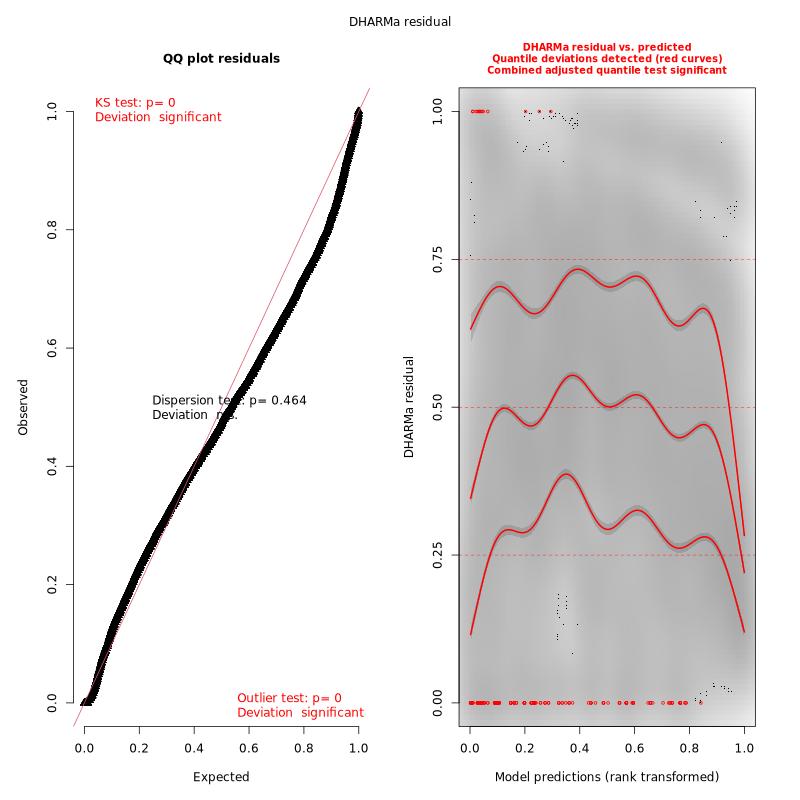 DHARMa residual
QQ plot residuals
KS test: p= 0
Deviation  significant
Dispersion test: p= 0.464
Deviation  n.s.
Outlier test: p= 0
Deviation  significant
Observed
0.0
0.2
0.4
0.6
0.8
1.0
0.0
0.2
0.4
0.6
0.8
1.0
Expected
DHARMa residual vs. predicted
Quantile deviations detected (red curves)
Combined adjusted quantile test significant
DHARMa residual
0.00
0.25
0.50
0.75
1.00
0.0
0.2
0.4
0.6
0.8
1.0
Model predictions (rank transformed)